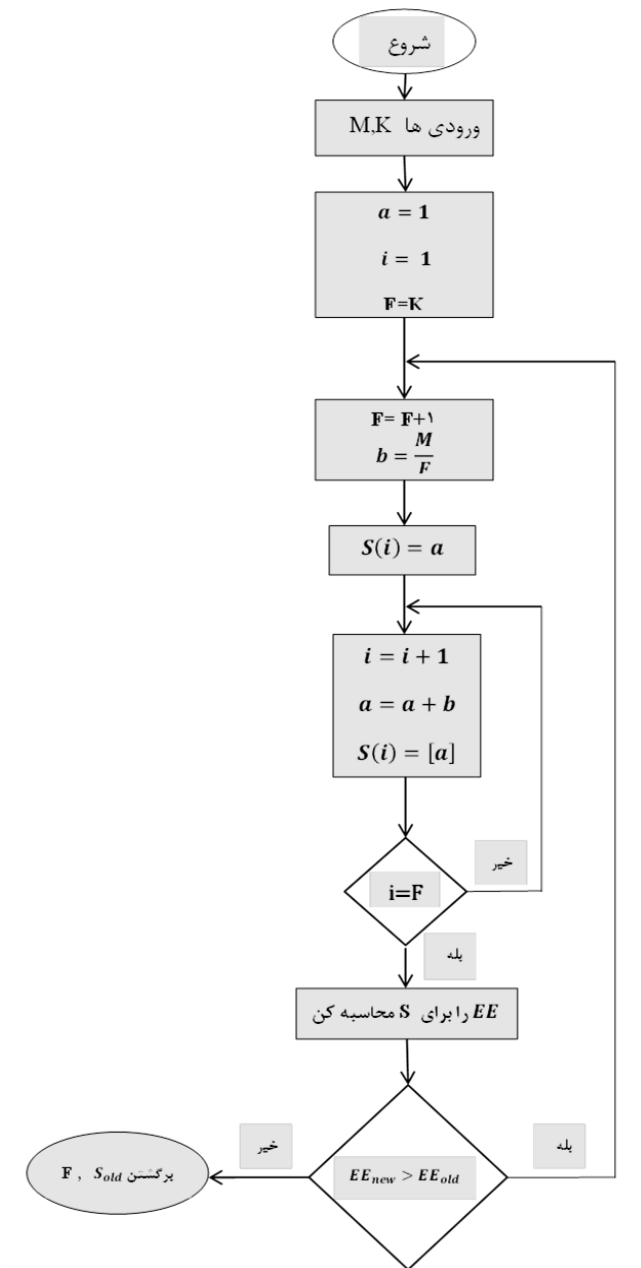 شروع
ورودی ها M,K
a = 1
i = 1
F=K
F= F+۱
b = M/F
S(i) = a
i = i + 1
a = a + b
S(i) = [a]
خیر
i=F
بله
EE را برای S محاسبه کن
خیر
بله
برگشتن F , S_old
EE_new > EE_old